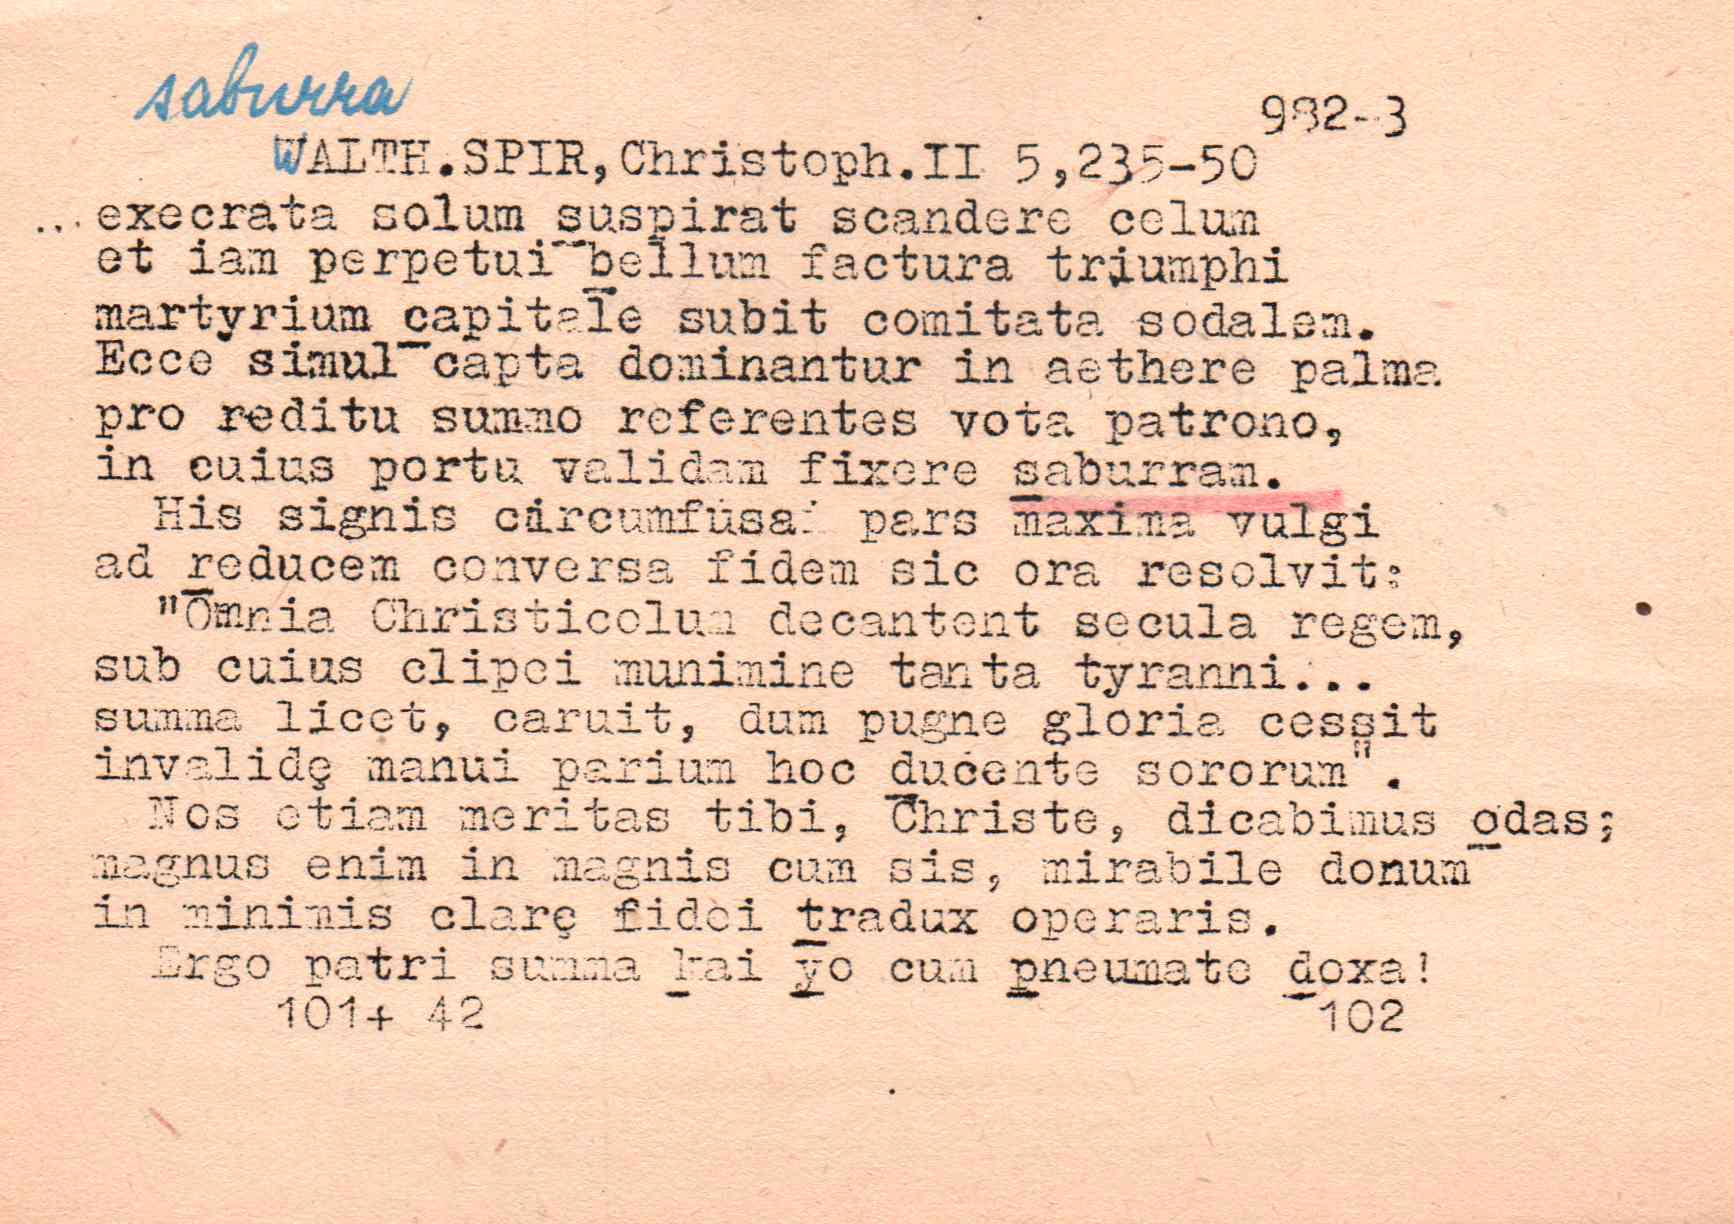 saburra
982-3
WALTH.SPIR,Christoph.II 5,235-50
...execrata solum suspirat scandere celum
et iam perpetui bellum factura triumphi
martyrium capitale subit comitata sodalem.
Ecce simul capta dominantur in aethere palma
pro reditu summo referentes vota patrono,
in cuius portu validam fixere saburram.
His signis circumfusa pars maxima vulgi
ad reducem conversa fidem sic ora resolvit:
"Omnia Christicolum decantent secula regem,
sub cuius clipei munimine tanta tyranni...
summa licet, caruit, dum pugne gloria cessit
invalidę manui parium hoc ducente sororum".
Nos etiam meritas tibi, Christe, dicabimus odas;
magnus enim in magnis cum sis, mirabile donum
in minimis clarę fidei tradux operaris.
Ergo patri summa kai yo cum pneumate doxa!
101+ 42 102